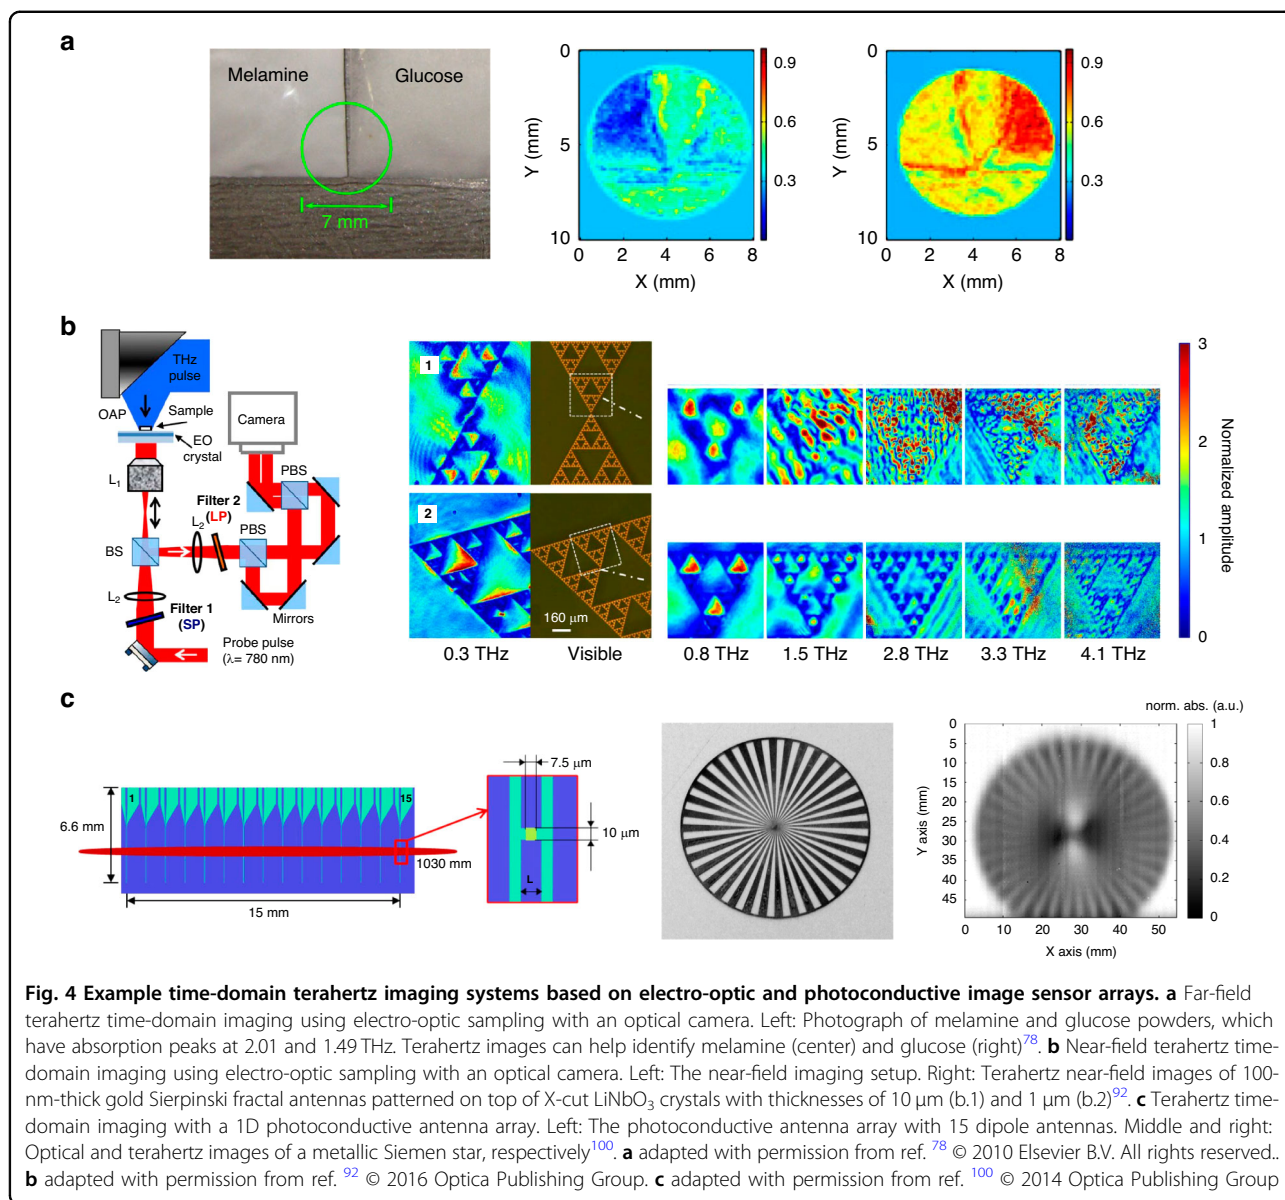 a
Melamine Glucose
7 mm
0
5
10
Y (mm)
0 2 4 6 8
X (mm)
0.9
0.6
0.3
0
5
10
Y (mm)
0 2 4 6 8
X (mm)
0.9
0.6
0.3
b
THz
pulse
OAP
Sample
EO
crystal
Camera
L1
PBS
Filter 2
(LP)
L2
PBS
BS
L2
Filter 1
(SP)
Mirrors
Probe pulse
(λ= 780 nm)
1
2
160 μm
0.3 THz Visible 0.8 THz 1.5 THz 2.8 THz 3.3 THz 4.1 THz
3
2
1
0
Normalized amplitude
c
1 15
6.6 mm
1030 mm
15 mm
7.5 μm
10 μm
L
norm. abs. (a.u.)
0
5
10
15
20
25
30
35
40
45
Y axis (mm)
0 10 20 30 40 50
X axis (mm)
1
0.8
0.6
0.4
0.2
0
Fig. 4 Example time-domain terahertz imaging systems based on electro-optic and photoconductive image sensor arrays. a Far-field
terahertz time-domain imaging using electro-optic sampling with an optical camera. Left: Photograph of melamine and glucose powders, which
have absorption peaks at 2.01 and 1.49 THz. Terahertz images can help identify melamine (center) and glucose (right)78. b Near-field terahertz time-
domain imaging using electro-optic sampling with an optical camera. Left: The near-field imaging setup. Right: Terahertz near-field images of 100-
nm-thick gold Sierpinski fractal antennas patterned on top of X-cut LiNbO3 crystals with thicknesses of 10 μm (b.1) and 1 μm (b.2)92. c Terahertz time-
domain imaging with a 1D photoconductive antenna array. Left: The photoconductive antenna array with 15 dipole antennas. Middle and right:
Optical and terahertz images of a metallic Siemen star, respectively100. a adapted with permission from ref. 78 © 2010 Elsevier B.V. All rights reserved..
b adapted with permission from ref. 92 © 2016 Optica Publishing Group. c adapted with permission from ref. 100 © 2014 Optica Publishing Group